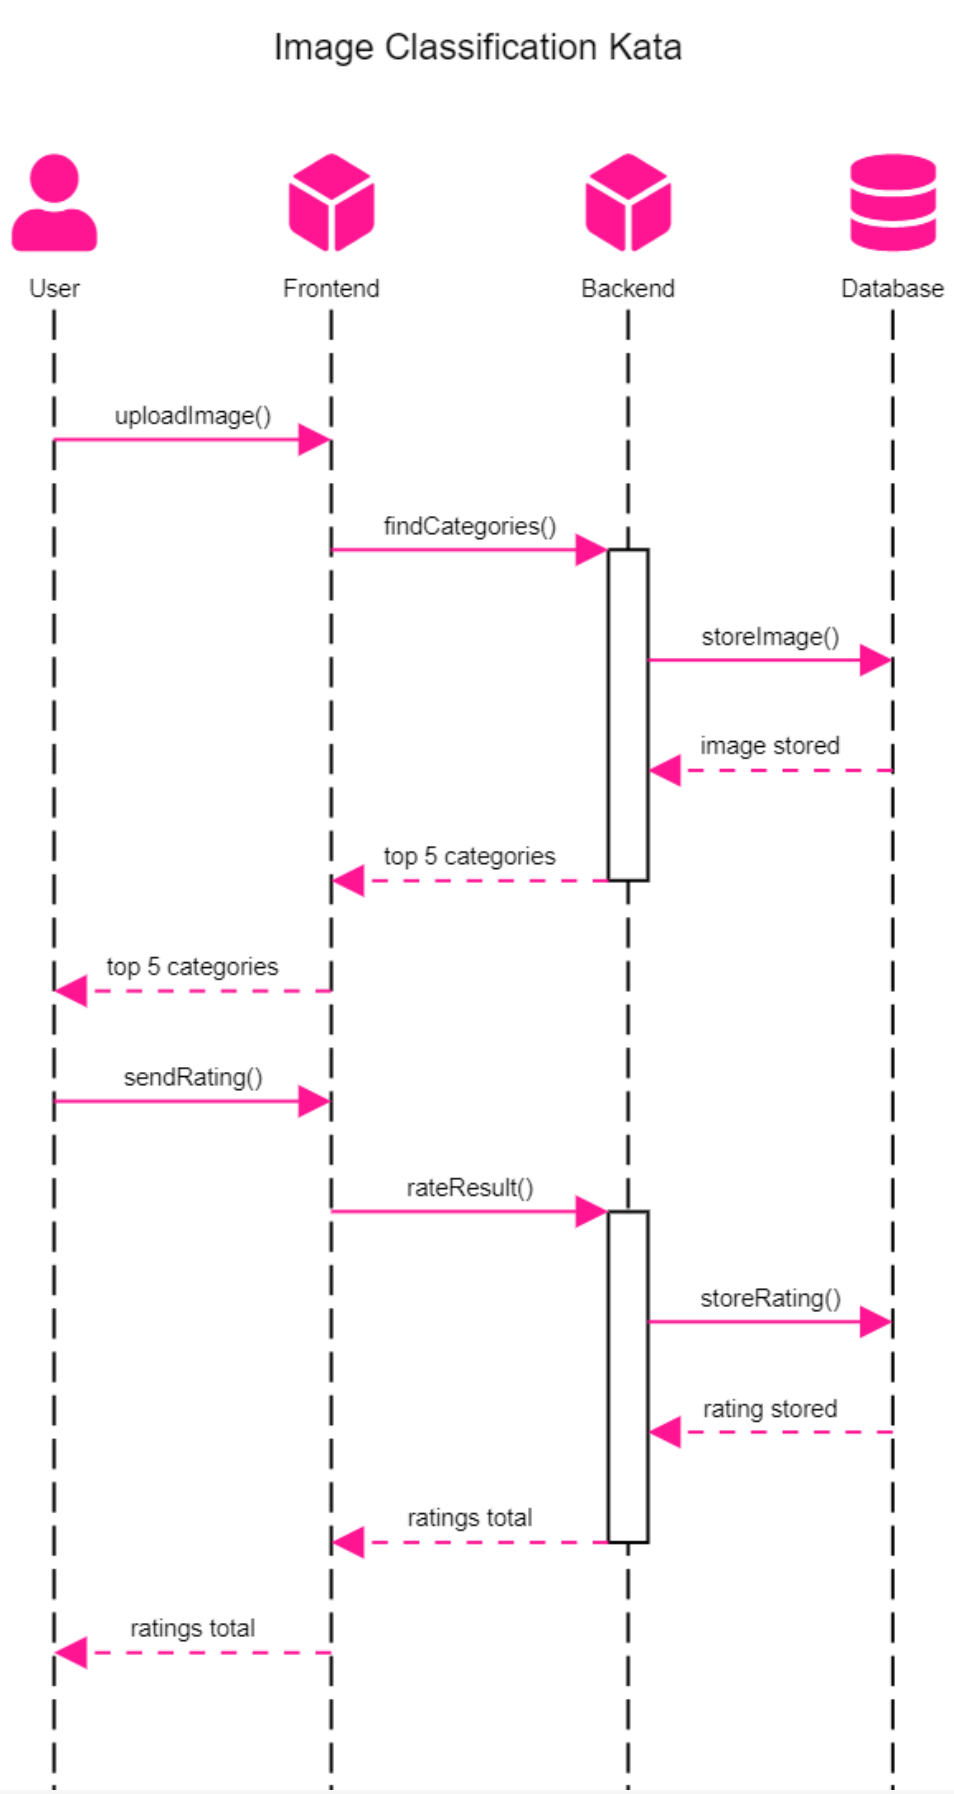 Image Classification Kata
User
Frontend
Backend
Database
uploadImage()
findCategories()
storeImage()
image stored
top 5 categories
top 5 categories
sendRating()
rateResult()
storeRating()
rating stored
ratings total
ratings total